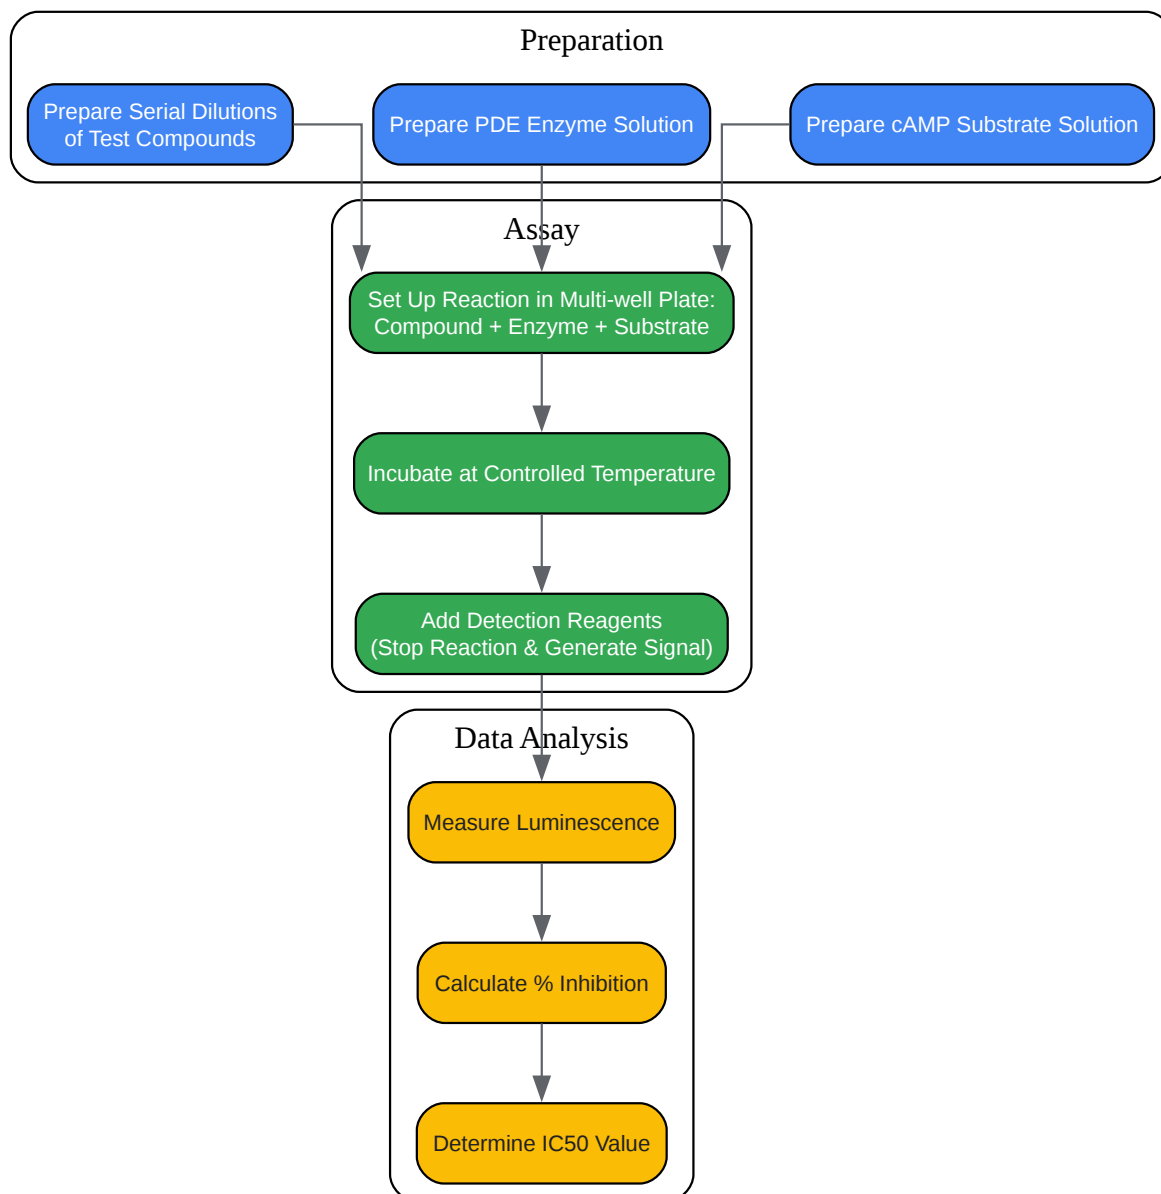 Preparation
Prepare Serial Dilutions
of Test Compounds
Prepare PDE Enzyme Solution
Prepare cAMP Substrate Solution
Assay
Set Up Reaction in Multi-well Plate:
Compound + Enzyme + Substrate
Incubate at Controlled Temperature
Add Detection Reagents
(Stop Reaction & Generate Signal)
Data Analysis
Measure Luminescence
Calculate % Inhibition
Determine IC50 Value